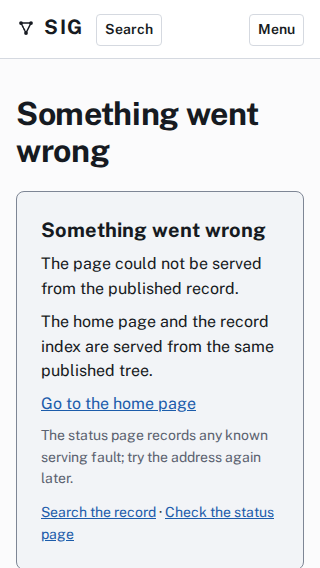 SIG Search Menu
Something went
wrong
Something went wrong
The page could not be served
from the published record.
The home page and the record
index are served from the same
published tree.
Go to the home page
The status page records any known
serving fault; try the address again
later.
Search the record · Check the status
page